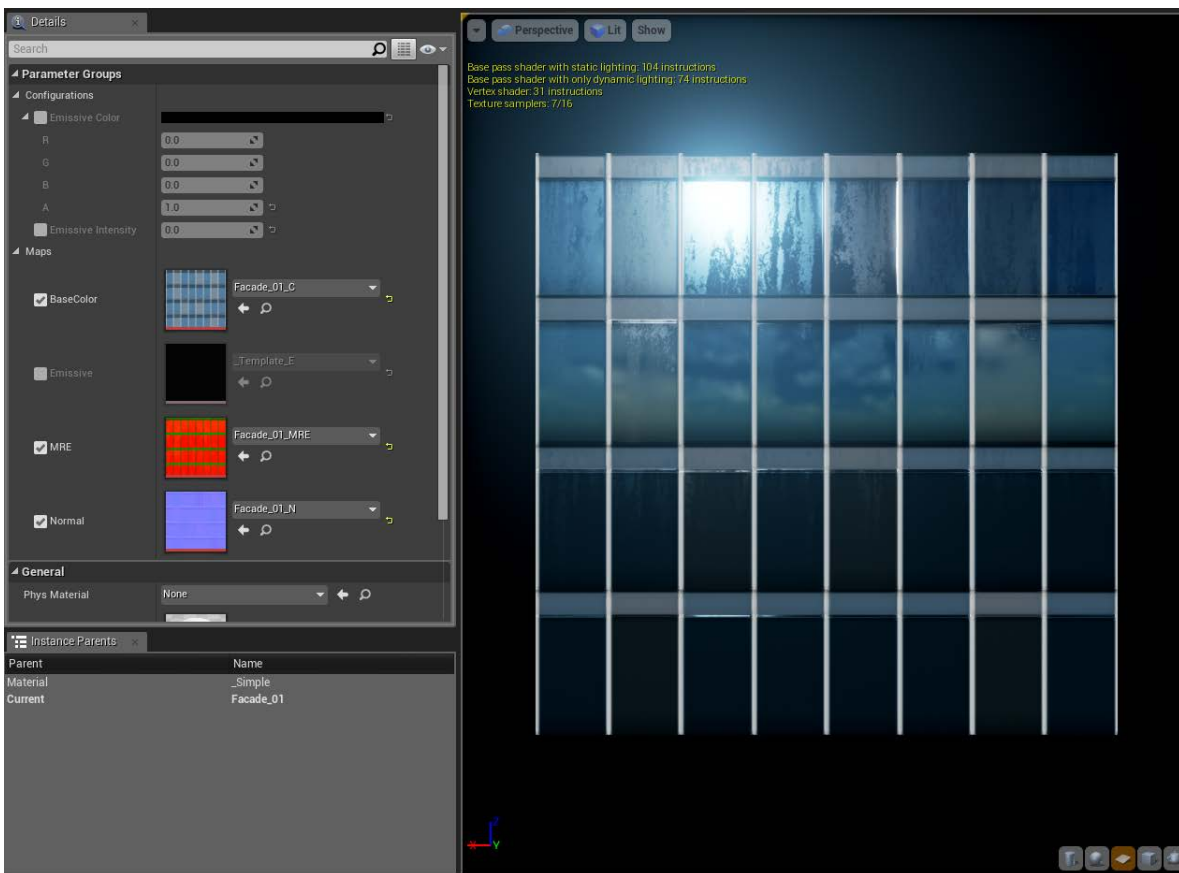 Details
Search
Parameter Groups
Configurations
Emissive Color
R 0.0
G 0.0
B 0.0
A 1.0
Emissive Intensity 0.0
Maps
BaseColor Facade_01_C
Emissive _Template_E
MRE Facade_01_MRE
Normal Facade_01_N
General
Phys Material None
Instance Parents
Parent Name
Material _Simple
Current Facade_01
Perspective Lit Show
Base pass shader with static lighting: 104 instructions
Base pass shader with only dynamic lighting: 74 instructions
Vertex shader: 31 instructions
Texture samplers: 7/16
Z
X Y